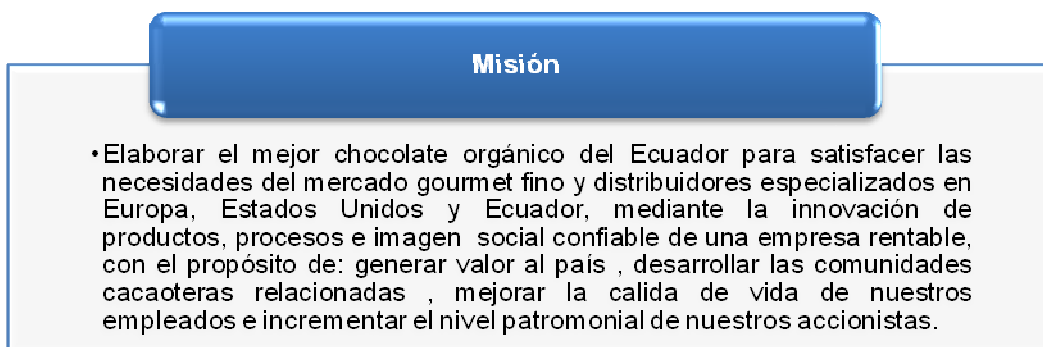 Misión
•Elaborar el mejor chocolate orgánico del Ecuador para satisfacer las
necesidades del mercado gourmet fino y distribuidores especializados en
Europa, Estados Unidos y Ecuador, mediante la innovación de
productos, procesos e imagen social confiable de una empresa rentable,
con el propósito de: generar valor al país , desarrollar las comunidades
cacaoteras relacionadas , mejorar la calida de vida de nuestros
empleados e incrementar el nivel patromonial de nuestros accionistas.